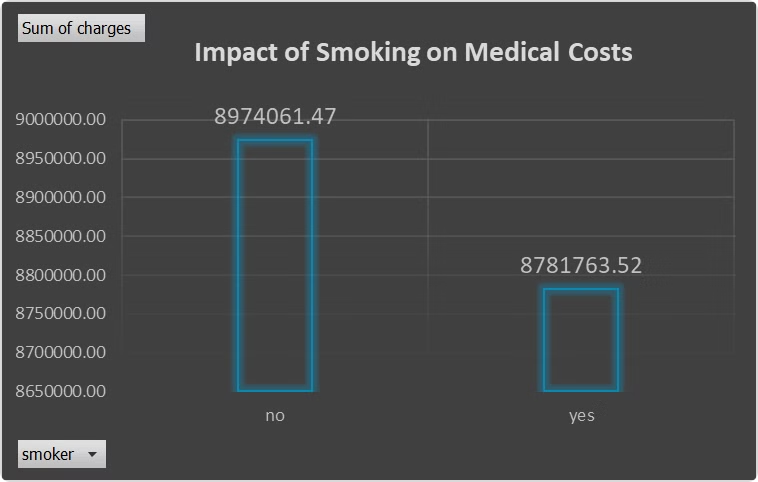 Sum of charges
Impact of Smoking on Medical Costs
9000000.00
8950000.00
8900000.00
8850000.00
8800000.00
8750000.00
8700000.00
8650000.00
8974061.47
8781763.52
no
yes
smoker